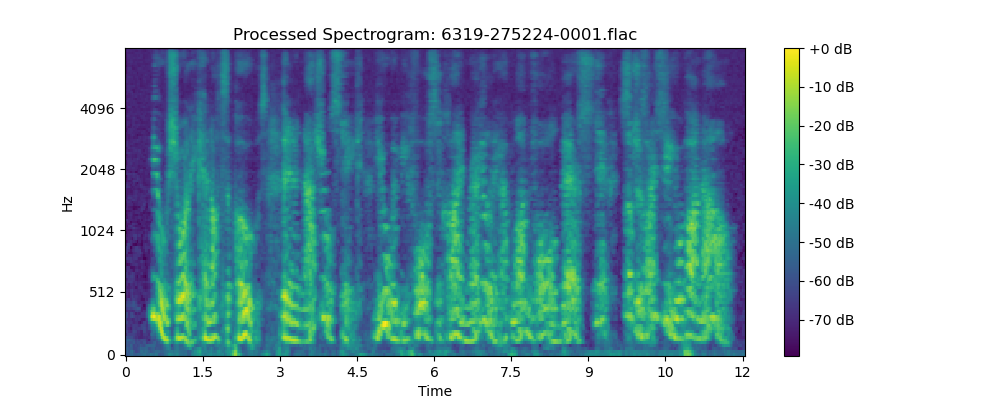 Processed Spectrogram: 6319-275224-0001.flac
Hz
4096
2048
1024
512
0
0 1.5 3 4.5 6 7.5 9 10 12
Time
+0 dB
-10 dB
-20 dB
-30 dB
-40 dB
-50 dB
-60 dB
-70 dB